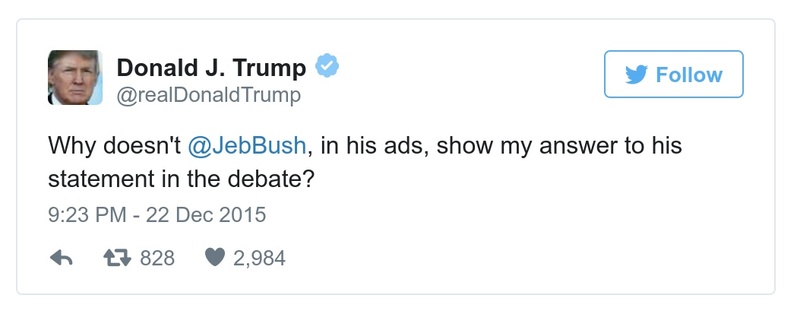 Donald J. Trump
Follow
@realDonaldTrump
Why doesn't @JebBush, in his ads, show my answer to his
statement in the debate?
9:23 PM - 22 Dec 2015
828 2,984